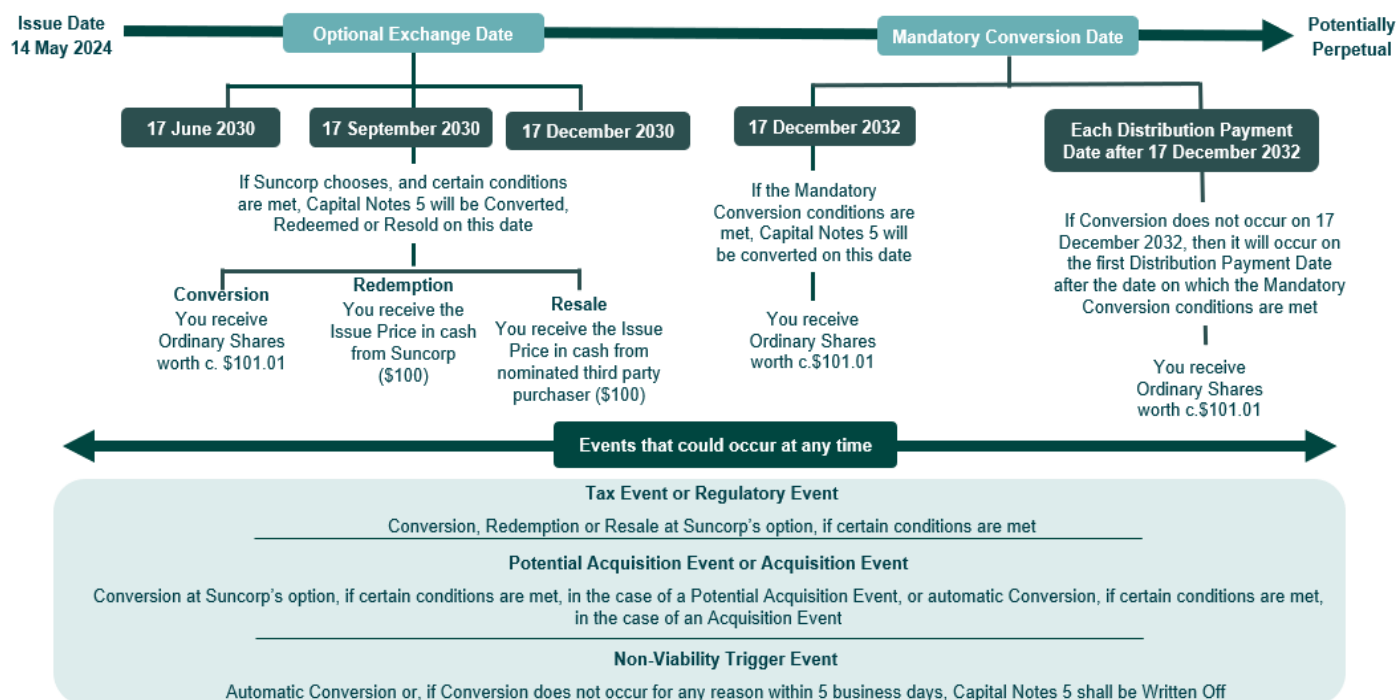 Issue Date
14 May 2024
Optional Exchange Date
Mandatory Conversion Date
Potentially
Perpetual
17 June 2030
17 September 2030
17 December 2030
If Suncorp chooses, and certain conditions
are met, Capital Notes 5 will be Converted,
Redeemed or Resold on this date
Conversion
You receive
Ordinary Shares
worth c. $101.01
Redemption
You receive the
Issue Price in cash
from Suncorp
($100)
Resale
You receive the Issue
Price in cash from
nominated third party
purchaser ($100)
17 December 2032
If the Mandatory
Conversion conditions are
met, Capital Notes 5 will
be converted on this date
You receive
Ordinary Shares
worth c.$101.01
Each Distribution Payment
Date after 17 December 2032
If Conversion does not occur on 17
December 2032, then it will occur on
the first Distribution Payment Date
after the date on which the Mandatory
Conversion conditions are met
You receive
Ordinary Shares
worth c.$101.01
Events that could occur at any time
Tax Event or Regulatory Event
Conversion, Redemption or Resale at Suncorp's option, if certain conditions are met
Potential Acquisition Event or Acquisition Event
Conversion at Suncorp's option, if certain conditions are met, in the case of a Potential Acquisition Event, or automatic Conversion, if certain conditions are met,
in the case of an Acquisition Event
Non-Viability Trigger Event
Automatic Conversion or, if Conversion does not occur for any reason within 5 business days, Capital Notes 5 shall be Written Off